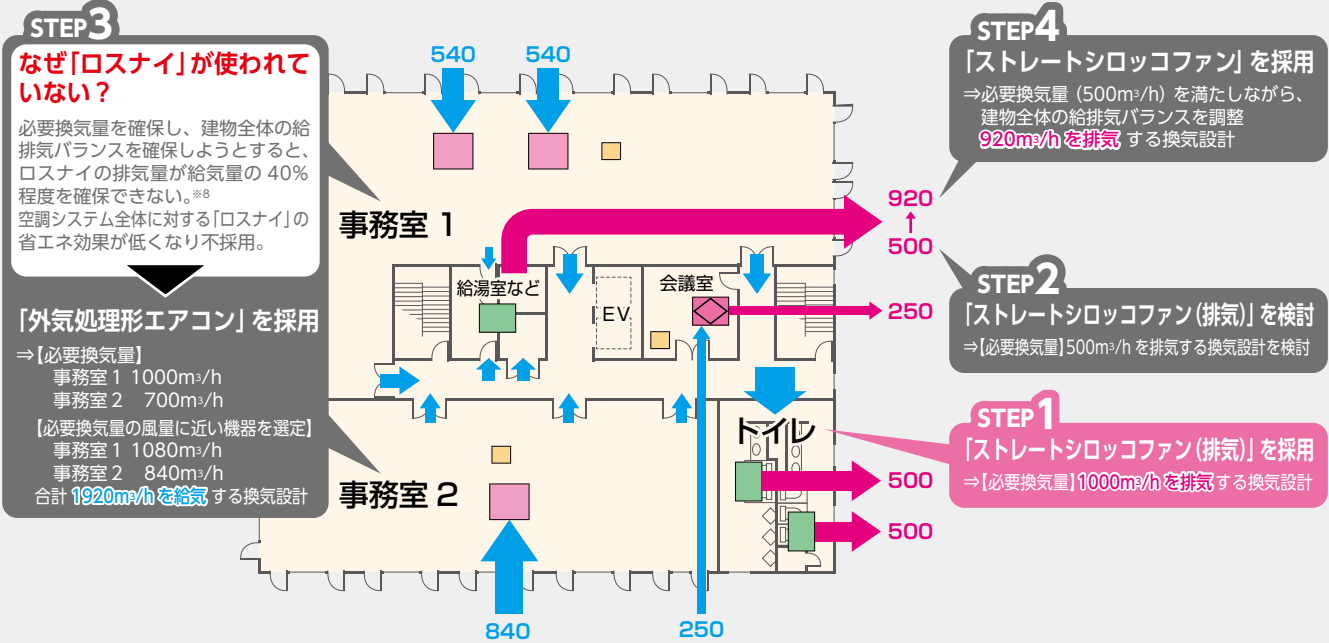 STEP3
なぜ「ロスナイ」が使われて
いない？
必要換気量を確保し、建物全体の給
排気バランスを確保しようとすると、
ロスナイの排気量が給気量の 40%
程度を確保できない。※8
空調システム全体に対する「ロスナイ」の
省エネ効果が低くなり不採用。
「外気処理形エアコン」を採用
⇒【必要換気量】
事務室 1 1000m³/h
事務室 2 700m³/h
【必要換気量の風量に近い機器を選定】
事務室 1 1080m³/h
事務室 2 840m³/h
合計 1920m³/h を給気 する換気設計
540
540
事務室 1
給湯室など
EV
会議室
トイレ
事務室 2
840
250
920
500
250
500
500
STEP4
「ストレートシロッコファン」を採用
⇒必要換気量（500m³/h）を満たしながら、
建物全体の給排気バランスを調整
920m³/h を排気 する換気設計
STEP2
「ストレートシロッコファン（排気）」を検討
⇒【必要換気量】500m³/h を排気する換気設計を検討
STEP1
「ストレートシロッコファン（排気）」を採用
⇒【必要換気量】1000m³/h を排気 する換気設計